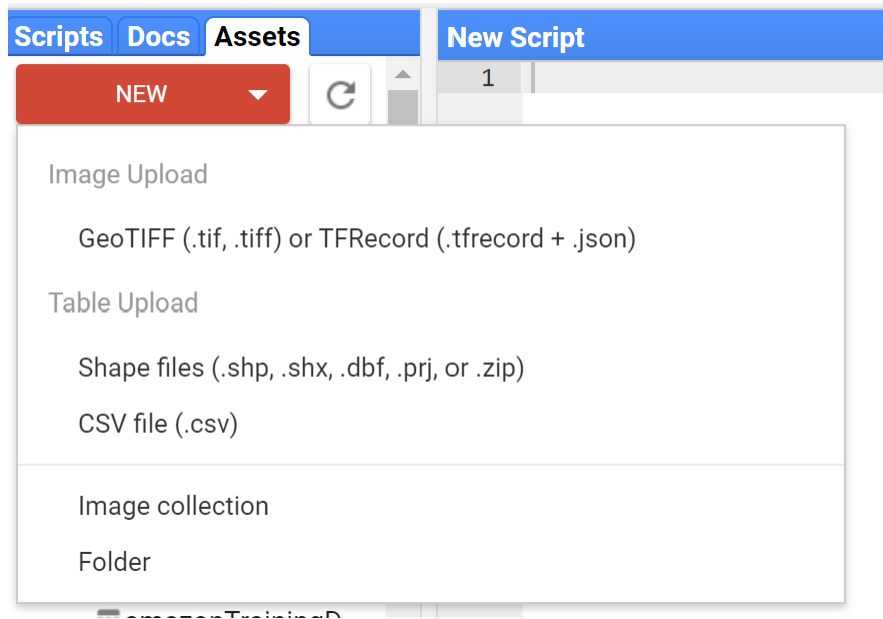 Scripts Docs Assets
New Script
NEW
1
Image Upload
GeoTIFF (.tif, .tiff) or TFRecord (.tfrecord + .json)
Table Upload
Shape files (.shp, .shx, .dbf, .prj, or .zip)
CSV file (.csv)
Image collection
Folder
amazonTrainingD